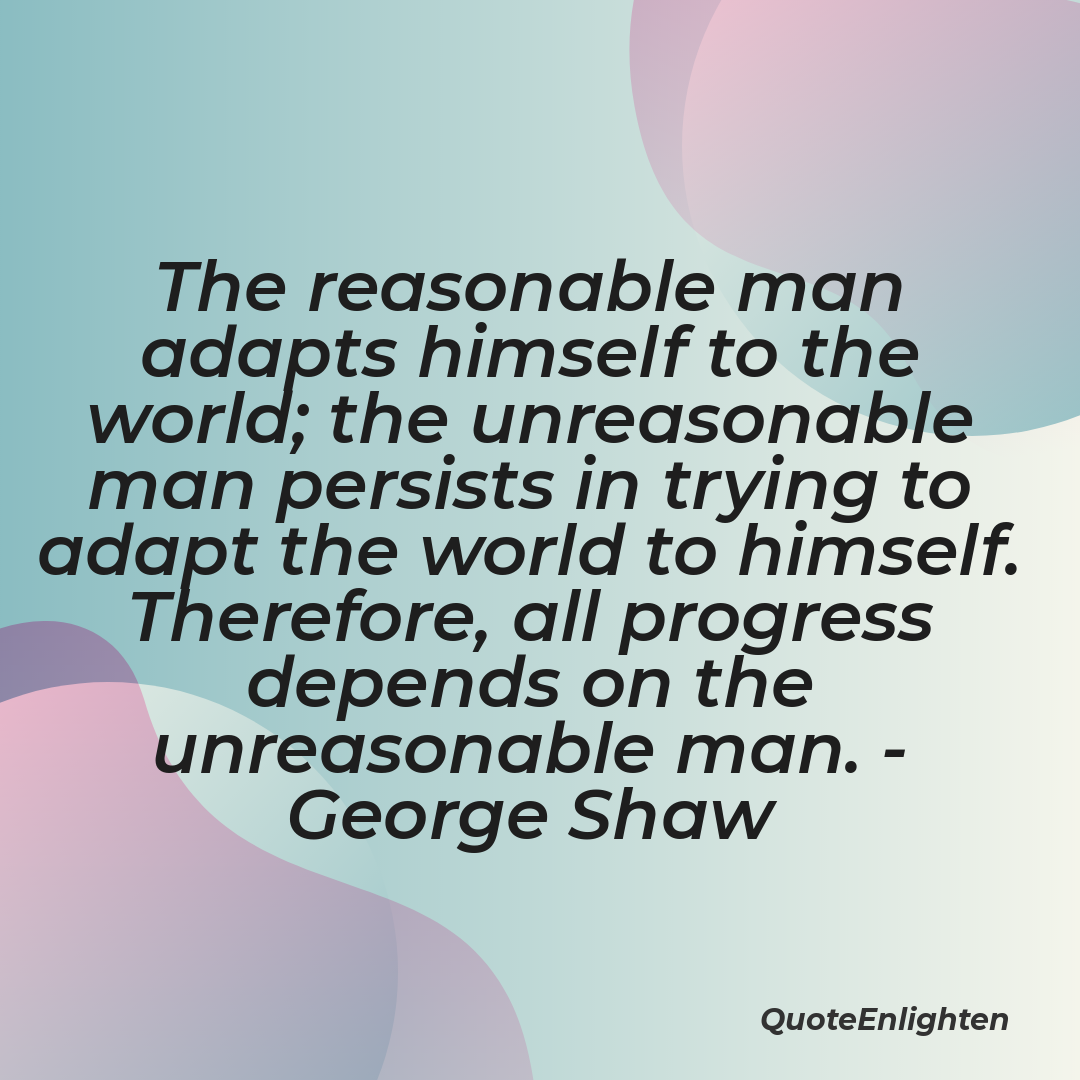 The reasonable man
adapts himself to the
world; the unreasonable
man persists in trying to
adapt the world to himself.
Therefore, all progress
depends on the
unreasonable man. -
George Shaw
QuoteEnlighten